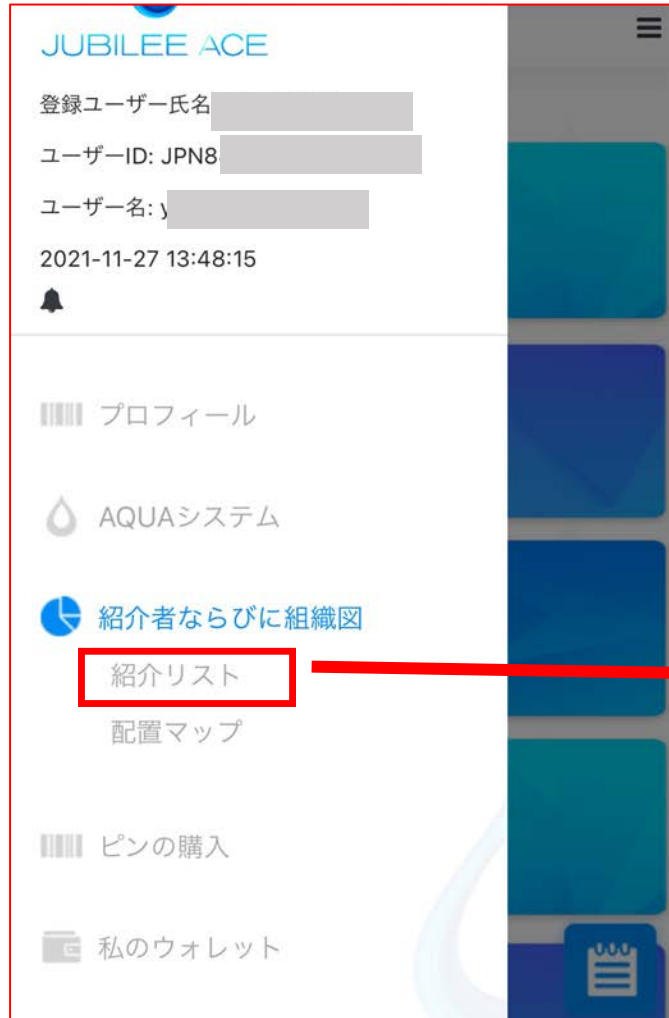 JUBILEE ACE
登録ユーザー氏名
ユーザーID: JPN8
ユーザー名: y
2021-11-27 13:48:15
プロフィール
AQUAシステム
紹介者ならびに組織図
紹介リスト
配置マップ
ピンの購入
私のウォレット